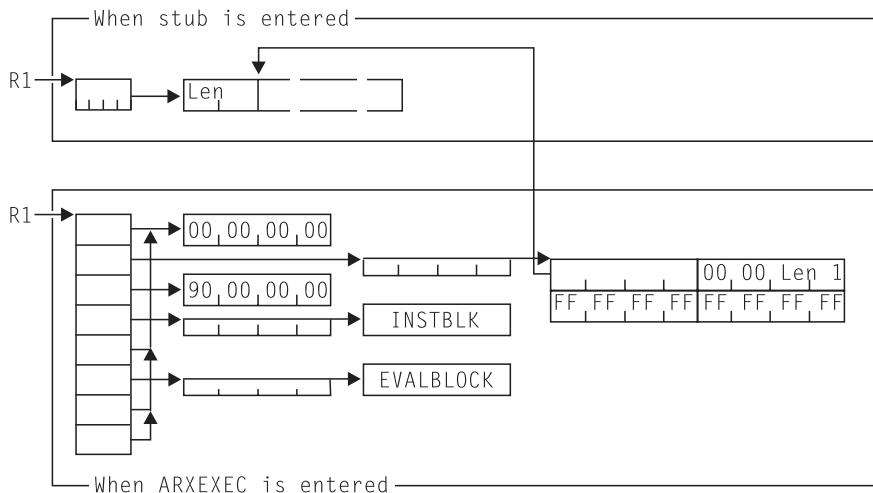 When stub is entered
R1
Len
R1
00 00 00 00
00 00 Len 1
90 00 00 00
FF FF FF FF FF FF FF FF
INSTBLK
EVALBLOCK
When ARXEXEC is entered